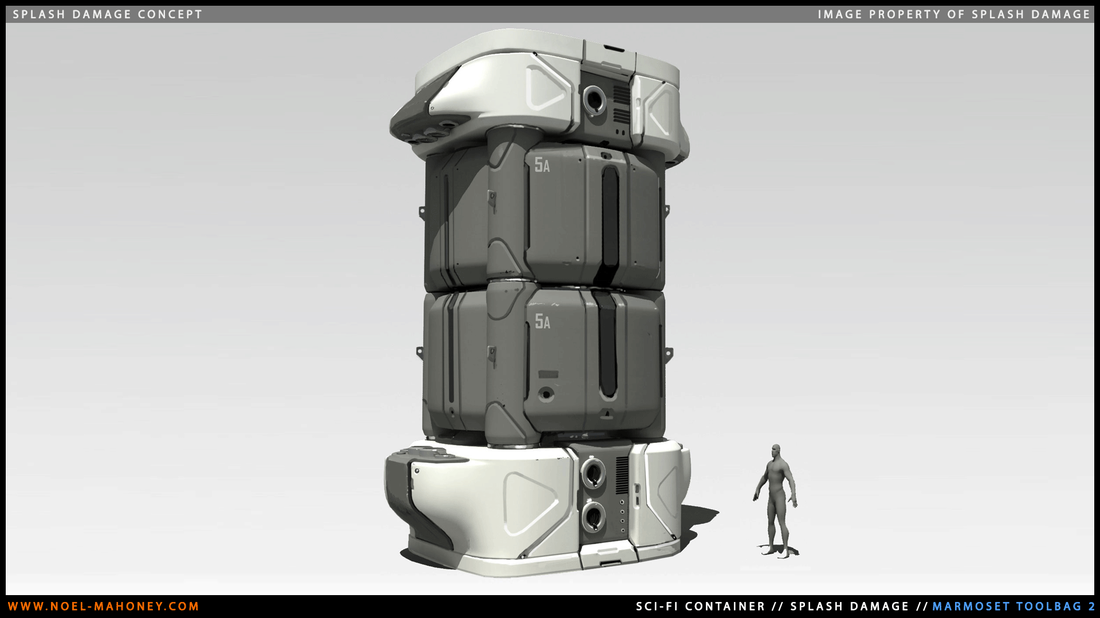 SPLASH DAMAGE CONCEPT
IMAGE PROPERTY OF SPLASH DAMAGE
5A
5A
WWW.NOEL-MAHONEY.COM
SCI-FI CONTAINER // SPLASH DAMAGE // MARMOSET TOOLBAG 2